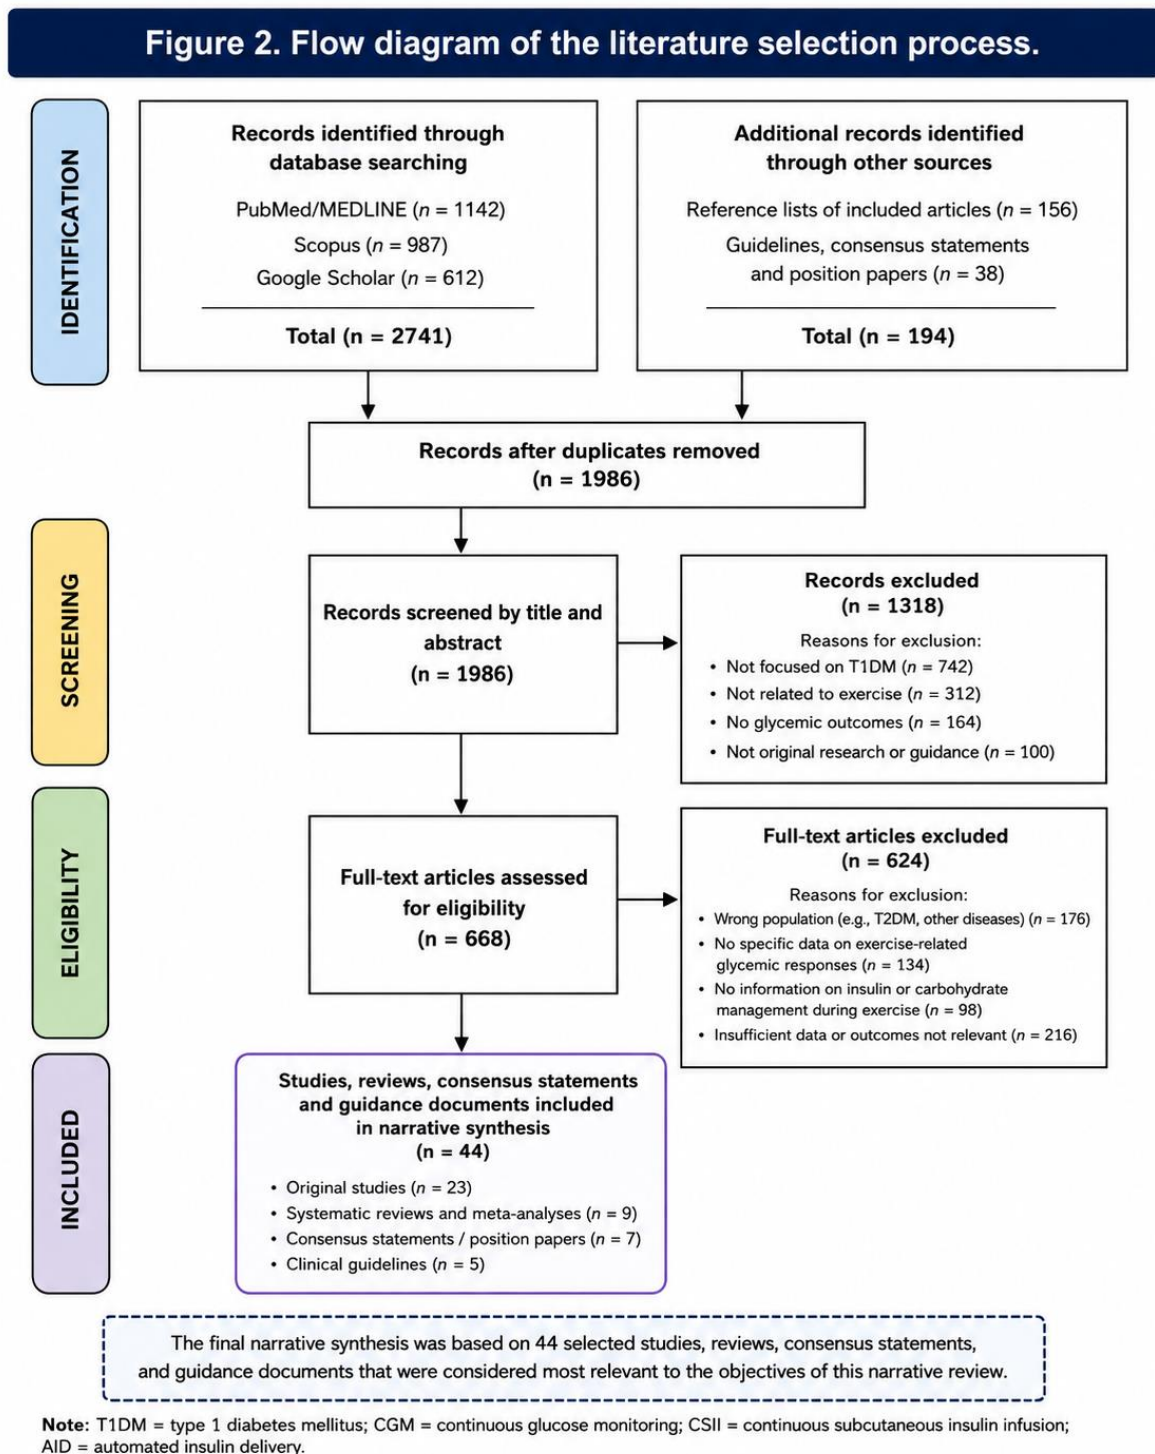 Figure 2. Flow diagram of the literature selection process.
IDENTIFICATION
Records identified through
database searching
PubMed/MEDLINE (n = 1142)
Scopus (n = 987)
Google Scholar (n = 612)
Total (n = 2741)
Additional records identified
through other sources
Reference lists of included articles (n = 156)
Guidelines, consensus statements
and position papers (n = 38)
Total (n = 194)
Records after duplicates removed
(n = 1986)
SCREENING
Records screened by title and
abstract
(n = 1986)
Records excluded
(n = 1318)
Reasons for exclusion:
• Not focused on T1DM (n = 742)
• Not related to exercise (n = 312)
• No glycemic outcomes (n = 164)
• Not original research or guidance (n = 100)
ELIGIBILITY
Full-text articles assessed
for eligibility
(n = 668)
Full-text articles excluded
(n = 624)
Reasons for exclusion:
• Wrong population (e.g., T2DM, other diseases) (n = 176)
• No specific data on exercise-related
glycemic responses (n = 134)
• No information on insulin or carbohydrate
management during exercise (n = 98)
• Insufficient data or outcomes not relevant (n = 216)
INCLUDED
Studies, reviews, consensus statements
and guidance documents included
in narrative synthesis
(n = 44)
• Original studies (n = 23)
• Systematic reviews and meta-analyses (n = 9)
• Consensus statements / position papers (n = 7)
• Clinical guidelines (n = 5)
The final narrative synthesis was based on 44 selected studies, reviews, consensus statements,
and guidance documents that were considered most relevant to the objectives of this narrative review.
Note: T1DM = type 1 diabetes mellitus; CGM = continuous glucose monitoring; CSII = continuous subcutaneous insulin infusion;
AID = automated insulin delivery.